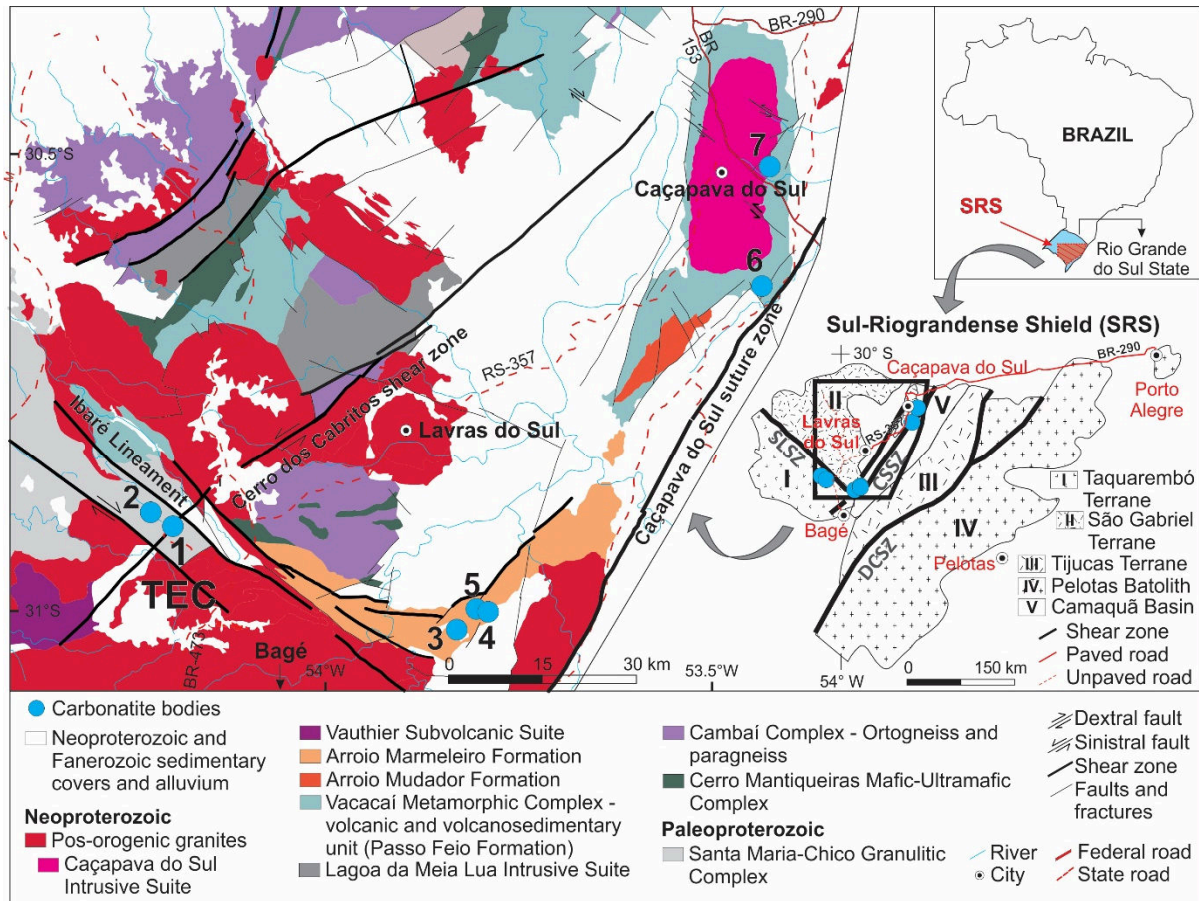 BR-290
BR
153
30.5°S
7
Caçapava do Sul
6
Cerro dos Cabritos shear zone
RS-357
Caçapava do Sul suture zone
Lavras do Sul
Ibaré Lineament
2
1
TEC
31°S
5
3
4
BR-473
Bagé
54°W
0 15 30 km
53.5°W
BRAZIL
SRS
Rio Grande
do Sul State
Sul-Riograndense Shield (SRS)
30° S
Caçapava do Sul
BR-290
Porto
Alegre
II
V
Lavras
do Sul
RS-357
SLSZ
CSSZ
I
III
Bagé
IV
DCSZ
Pelotas
54° W
0 150 km
I Taquarembó
Terrane
II São Gabriel
Terrane
III Tijucas Terrane
IV Pelotas Batolith
V Camaquã Basin
Shear zone
Paved road
Unpaved road
Carbonatite bodies
Neoproterozoic and
Fanerozoic sedimentary
covers and alluvium
Neoproterozoic
Pos-orogenic granites
Caçapava do Sul
Intrusive Suite
Vauthier Subvolcanic Suite
Arroio Marmeleiro Formation
Arroio Mudador Formation
Vacacaí Metamorphic Complex -
volcanic and volcanosedimentary
unit (Passo Feio Formation)
Lagoa da Meia Lua Intrusive Suite
Cambaí Complex - Ortogneiss and
paragneiss
Cerro Mantiqueiras Mafic-Ultramafic
Complex
Paleoproterozoic
Santa Maria-Chico Granulitic
Complex
Dextral fault
Sinistral fault
Shear zone
Faults and
fractures
River
City
Federal road
State road